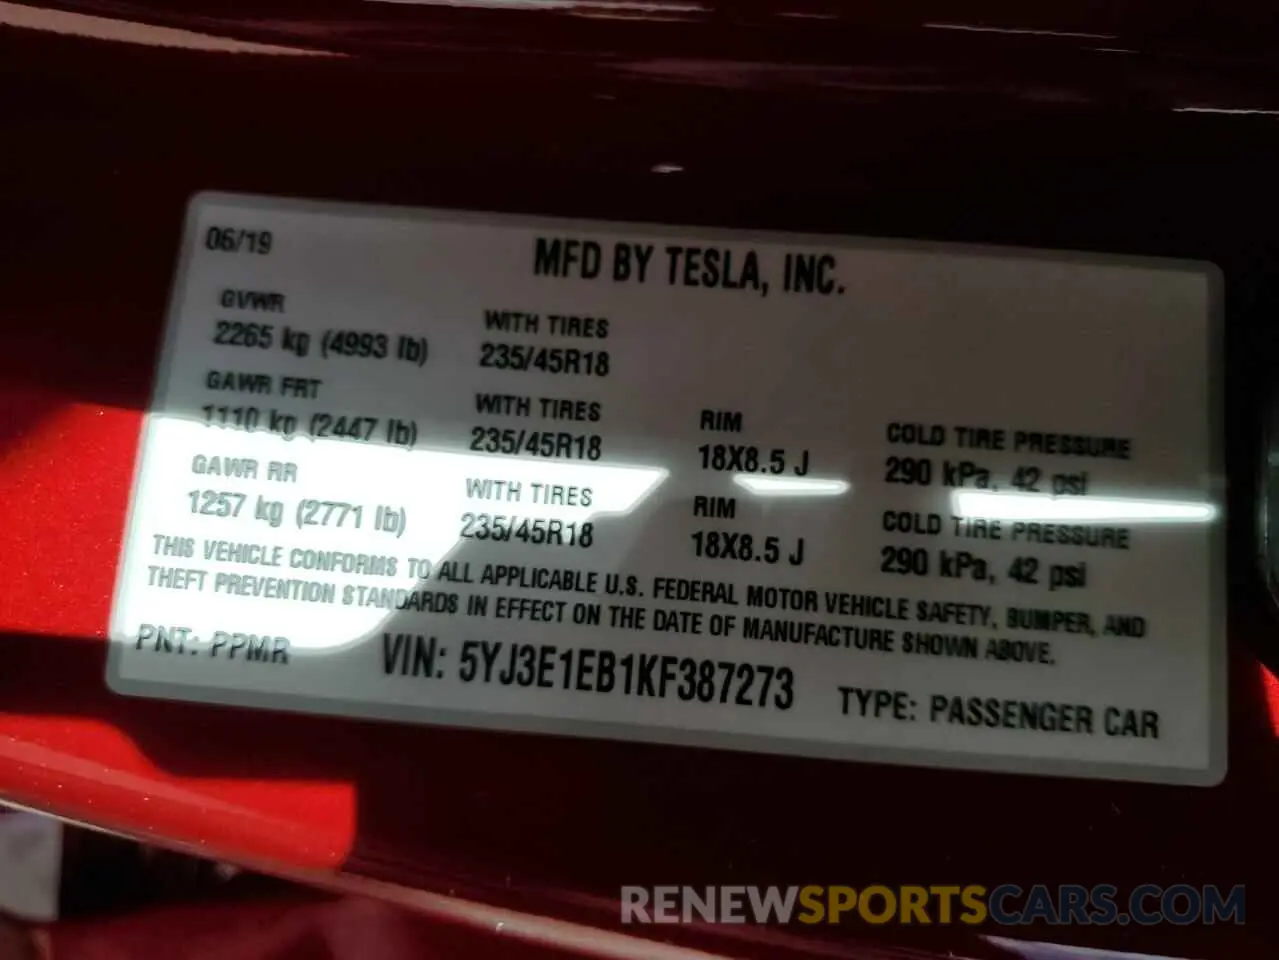 06/19
MFD BY TESLA, INC.
GVWR
2265 kg (4993 lb)
WITH TIRES
235/45R18
GAWR FRT
1110 kg (2447 lb)
WITH TIRES
235/45R18
RIM
18X8.5 J
COLD TIRE PRESSURE
290 kPa, 42 psi
GAWR RR
1257 kg (2771 lb)
WITH TIRES
235/45R18
RIM
18X8.5 J
COLD TIRE PRESSURE
290 kPa, 42 psi
THIS VEHICLE CONFORMS TO ALL APPLICABLE U.S. FEDERAL MOTOR VEHICLE SAFETY, BUMPER, AND
THEFT PREVENTION STANDARDS IN EFFECT ON THE DATE OF MANUFACTURE SHOWN ABOVE.
PNT: PPMR
VIN: 5YJ3E1EB1KF387273
TYPE: PASSENGER CAR
RENEWSPORTSCARS.COM